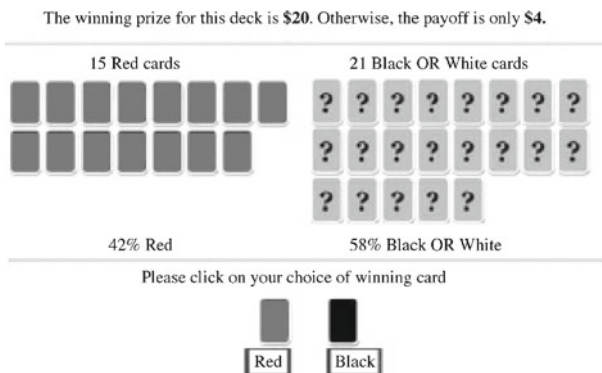 The winning prize for this deck is $20. Otherwise, the payoff is only $4.
15 Red cards
21 Black OR White cards
? ? ? ? ? ? ? ?
? ? ? ? ? ? ? ?
? ? ? ? ?
42% Red
58% Black OR White
Please click on your choice of winning card
Red
Black